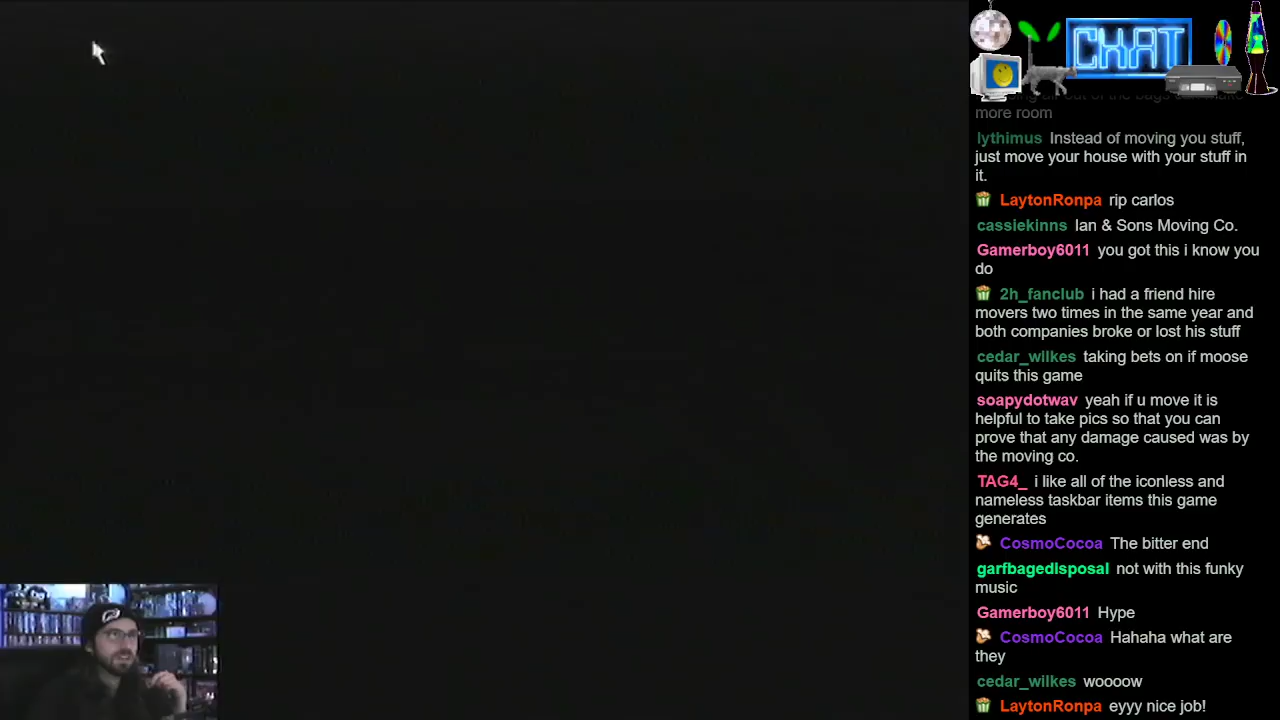 CHAT
more room
lythimus Instead of moving you stuff,
just move your house with your stuff in
it.
LaytonRonpa rip carlos
cassiekinns Ian & Sons Moving Co.
Gamerboy6011 you got this i know you
do
2h_fanclub i had a friend hire
movers two times in the same year and
both companies broke or lost his stuff
cedar_wilkes taking bets on if moose
quits this game
soapydotwav yeah if u move it is
helpful to take pics so that you can
prove that any damage caused was by
the moving co.
TAG4_ i like all of the iconless and
nameless taskbar items this game
generates
CosmoCocoa The bitter end
garfbagedIsposal not with this funky
music
Gamerboy6011 Hype
CosmoCocoa Hahaha what are
they
cedar_wilkes woooow
LaytonRonpa eyyy nice job!